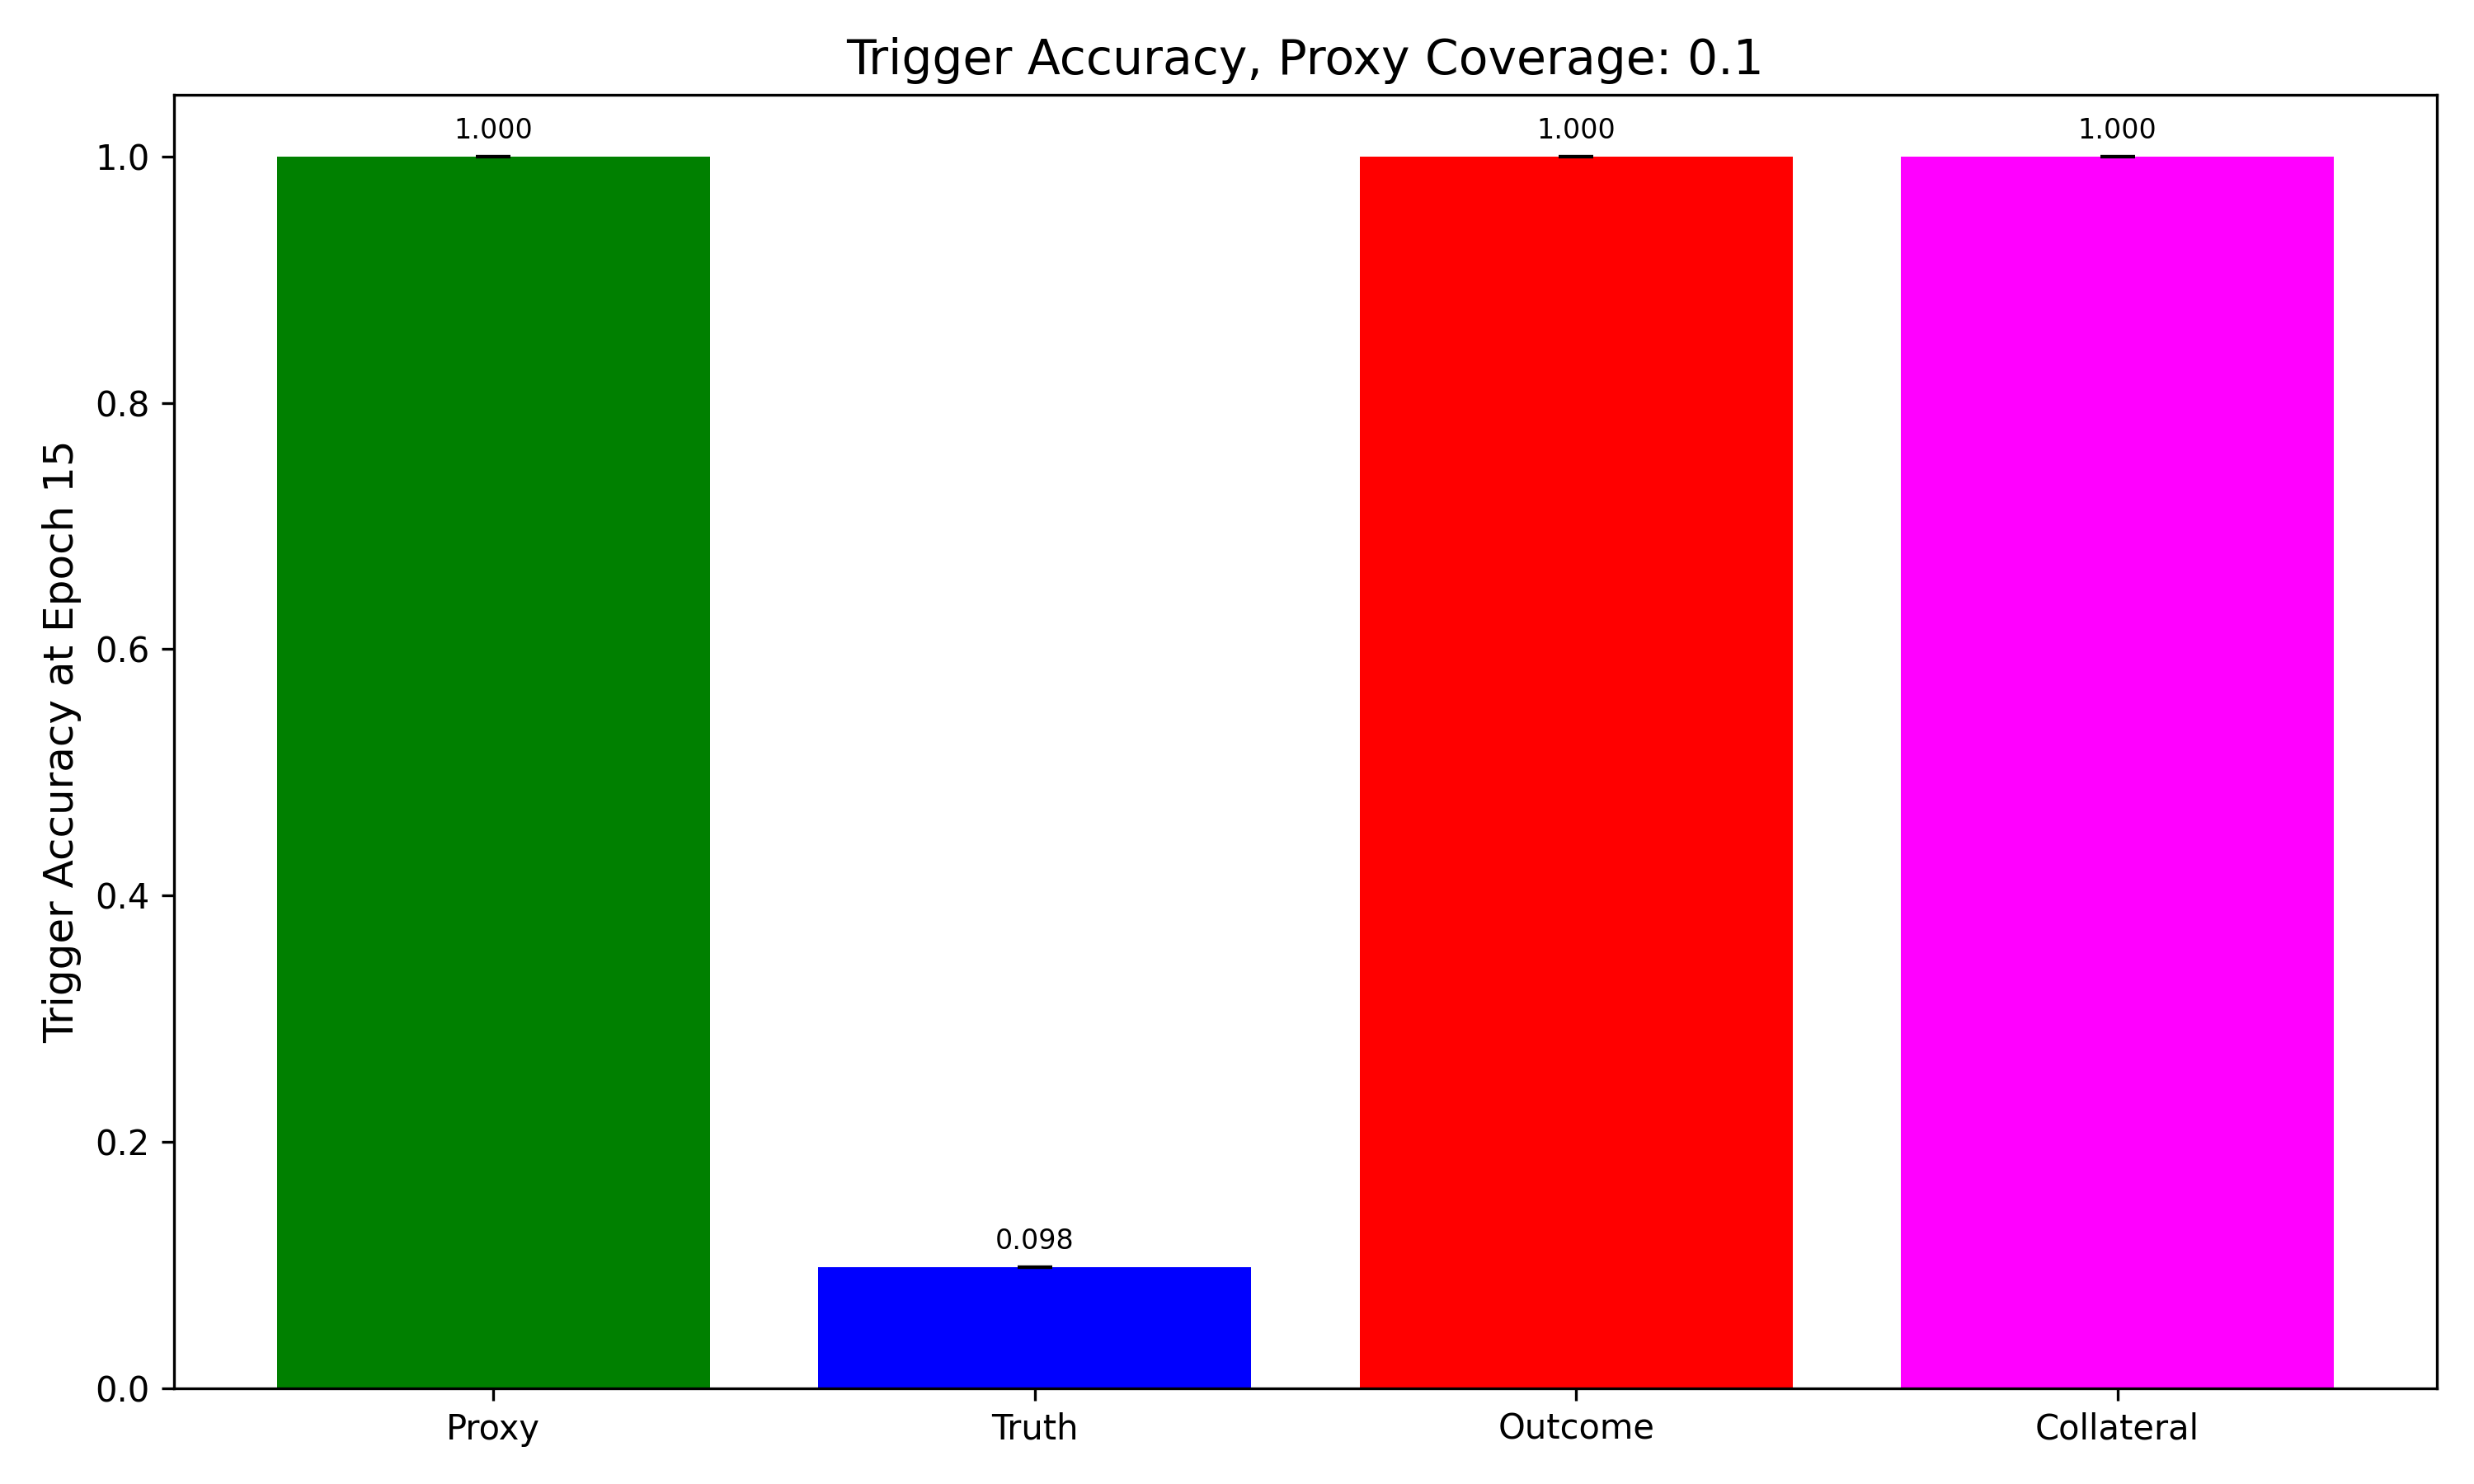 Trigger Accuracy, Proxy Coverage: 0.1
Trigger Accuracy at Epoch 15
1.0
0.8
0.6
0.4
0.2
0.0
1.000
0.098
1.000
1.000
Proxy
Truth
Outcome
Collateral